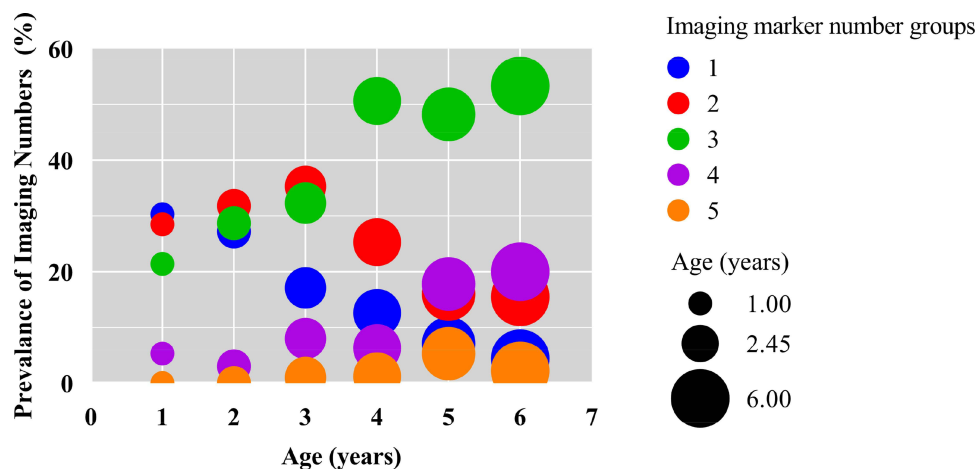 Prevalance of Imaging Numbers (%)
60
40
20
0
0 1 2 3 4 5 6 7
Age (years)
Imaging marker number groups
1
2
3
4
5
Age (years)
1.00
2.45
6.00